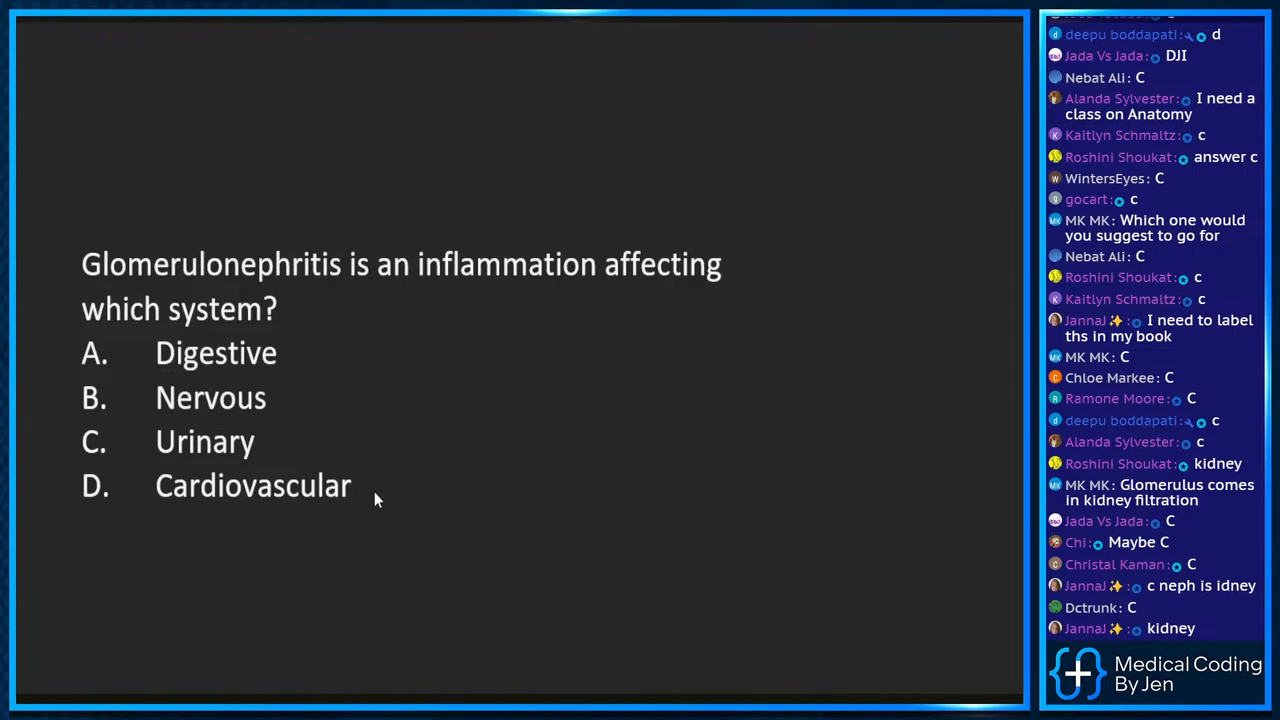 Glomerulonephritis is an inflammation affecting
which system?
A. Digestive
B. Nervous
C. Urinary
D. Cardiovascular
deepu boddapati: d
Jada Vs Jada: DJI
Nebat Ali: C
Alanda Sylvester: I need a
class on Anatomy
Kaitlyn Schmaltz: c
Roshini Shoukat: answer c
WintersEyes: C
gocart: c
MK MK: Which one would
you suggest to go for
Nebat Ali: C
Roshini Shoukat: c
Kaitlyn Schmaltz: c
JannaJ✨: I need to label
ths in my book
MK MK: C
Chloe Markee: C
Ramone Moore: C
deepu boddapati: c
Alanda Sylvester: c
Roshini Shoukat: kidney
MK MK: Glomerulus comes
in kidney filtration
Jada Vs Jada: C
Chi: Maybe C
Christal Kaman: C
JannaJ✨: c neph is idney
Dctrunk: C
JannaJ✨: kidney
Medical Coding
By Jen